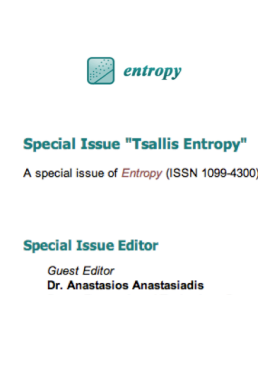 entropy
Special Issue "Tsallis Entropy"
A special issue of Entropy (ISSN 1099-4300)
Special Issue Editor
Guest Editor
Dr. Anastasios Anastasiadis